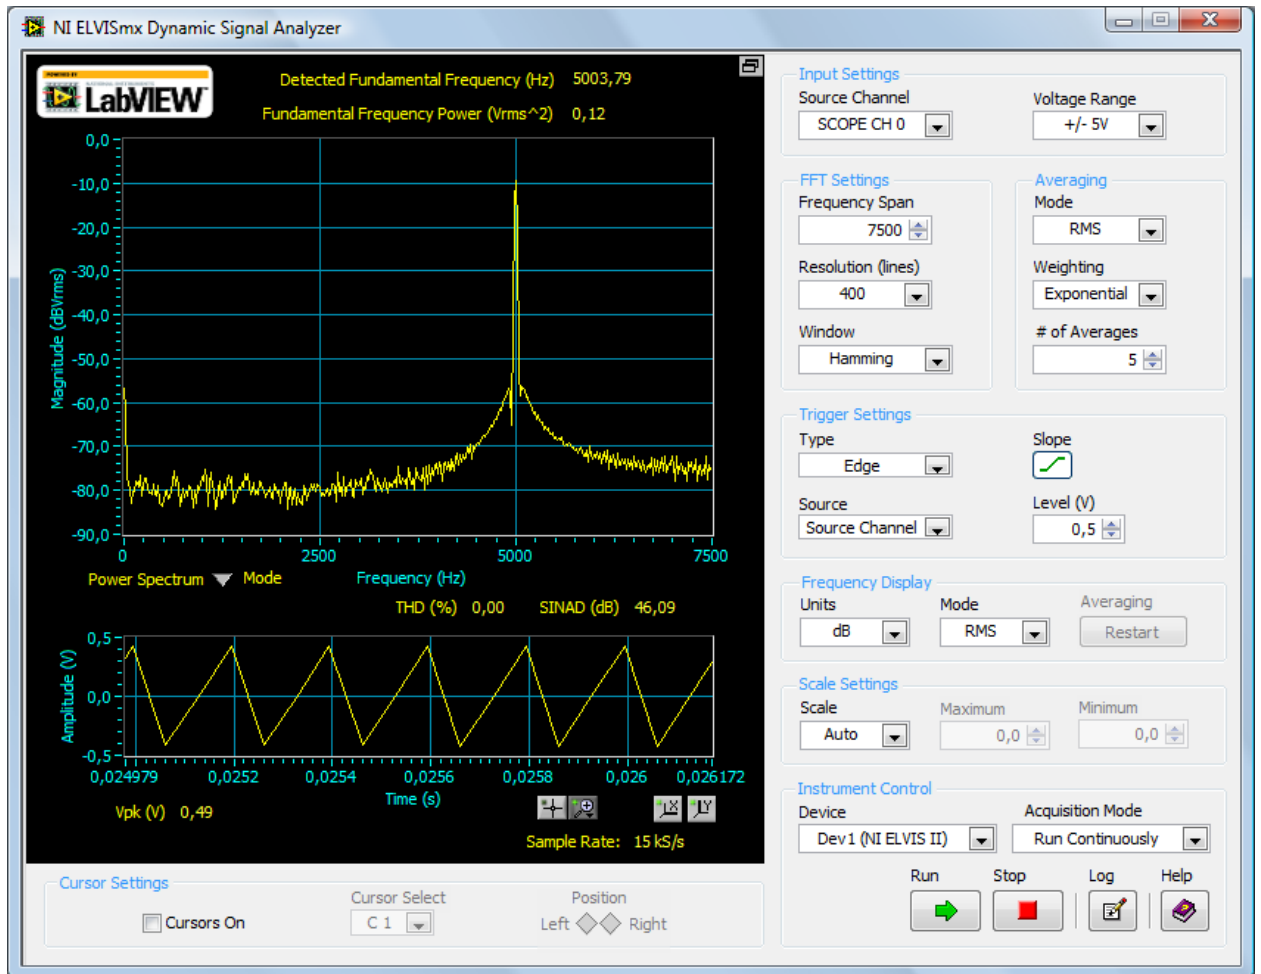 NI ELVISmx Dynamic Signal Analyzer
POWERED BY
NATIONAL INSTRUMENTS
LabVIEW
Detected Fundamental Frequency (Hz) 5003,79
Fundamental Frequency Power (Vrms^2) 0,12
Magnitude (dBVrms)
0,0
-10,0
-20,0
-30,0
-40,0
-50,0
-60,0
-70,0
-80,0
-90,0
0 2500 5000 7500
Power Spectrum Mode Frequency (Hz)
THD (%) 0,00 SINAD (dB) 46,09
Amplitude (V)
0,5
0,0
-0,5
0,024979 0,0252 0,0254 0,0256 0,0258 0,026 0,026172
Time (s)
Vpk (V) 0,49
Sample Rate: 15 kS/s
Cursor Settings
Cursors On
Cursor Select
C 1
Position
Left Right
Input Settings
Source Channel Voltage Range
SCOPE CH 0 +/- 5V
FFT Settings
Frequency Span
7500
Resolution (lines)
400
Window
Hamming
Averaging
Mode
RMS
Weighting
Exponential
# of Averages
5
Trigger Settings
Type Slope
Edge
Source Level (V)
Source Channel 0,5
Frequency Display
Units Mode Averaging
dB RMS Restart
Scale Settings
Scale Maximum Minimum
Auto 0,0 0,0
Instrument Control
Device Acquisition Mode
Dev1 (NI ELVIS II) Run Continuously
Run Stop Log Help